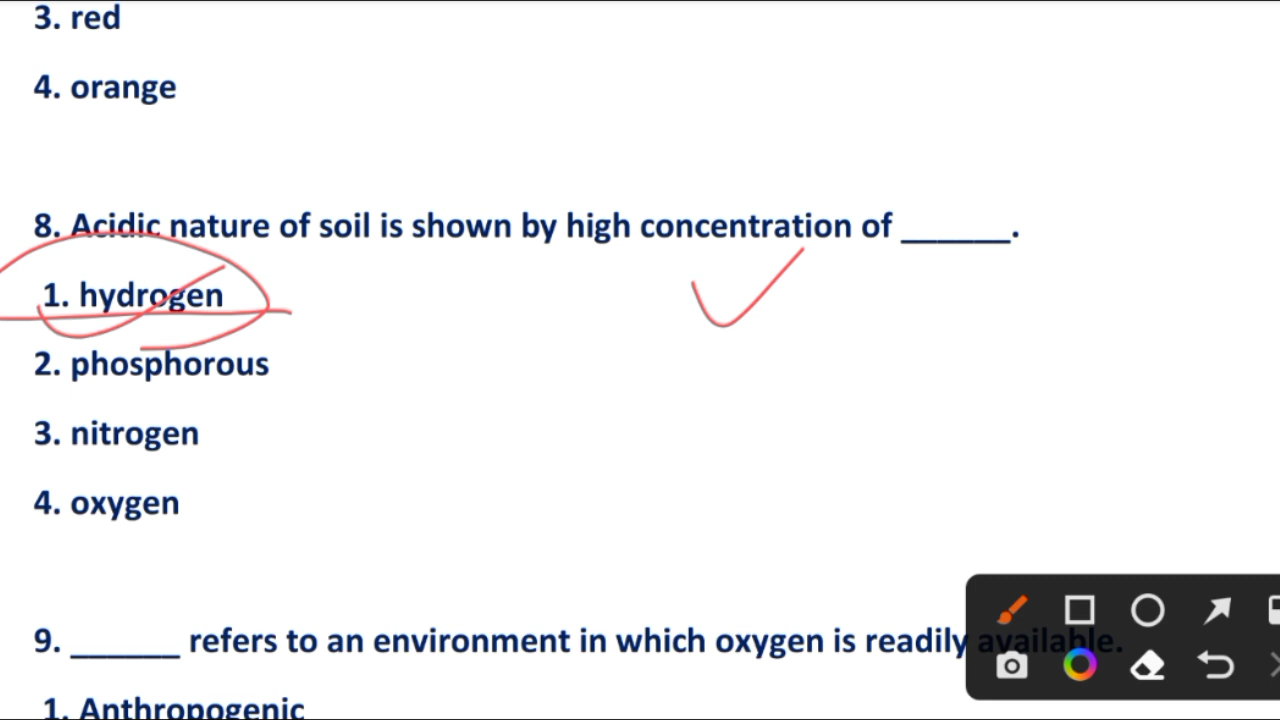 3. red
4. orange
8. Acidic nature of soil is shown by high concentration of ______.
1. hydrogen
2. phosphorous
3. nitrogen
4. oxygen
9. ______ refers to an environment in which oxygen is readily available.
1. Anthropogenic